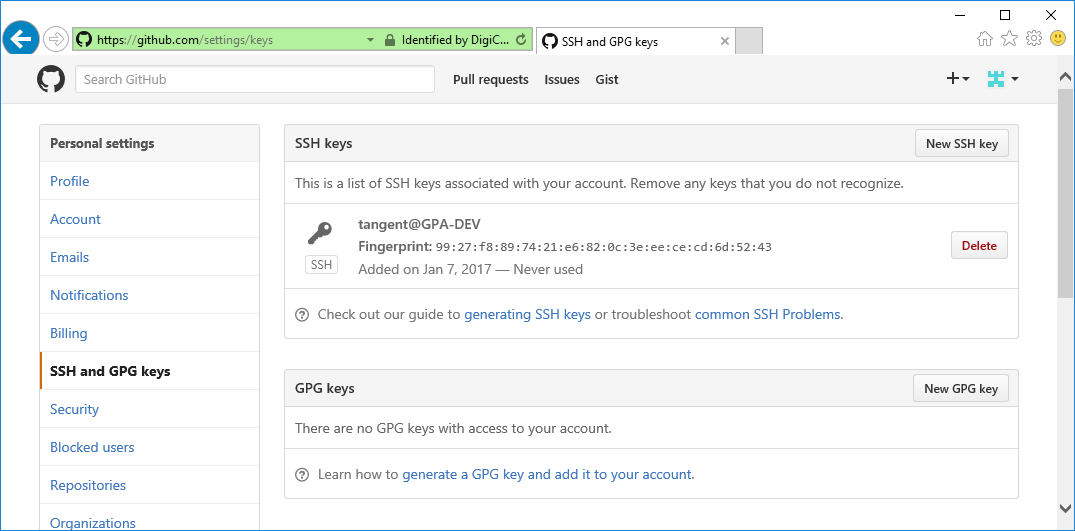 https://github.com/settings/keys
Identified by DigiC...
SSH and GPG keys
Search GitHub
Pull requests
Issues
Gist
Personal settings
Profile
Account
Emails
Notifications
Billing
SSH and GPG keys
Security
Blocked users
Repositories
Organizations
SSH keys
New SSH key
This is a list of SSH keys associated with your account. Remove any keys that you do not recognize.
SSH
tangent@GPA-DEV
Fingerprint: 99:27:f8:89:74:21:e6:82:0c:3e:ee:ce:cd:6d:52:43
Added on Jan 7, 2017 — Never used
Delete
Check out our guide to generating SSH keys or troubleshoot common SSH Problems.
GPG keys
New GPG key
There are no GPG keys with access to your account.
Learn how to generate a GPG key and add it to your account.